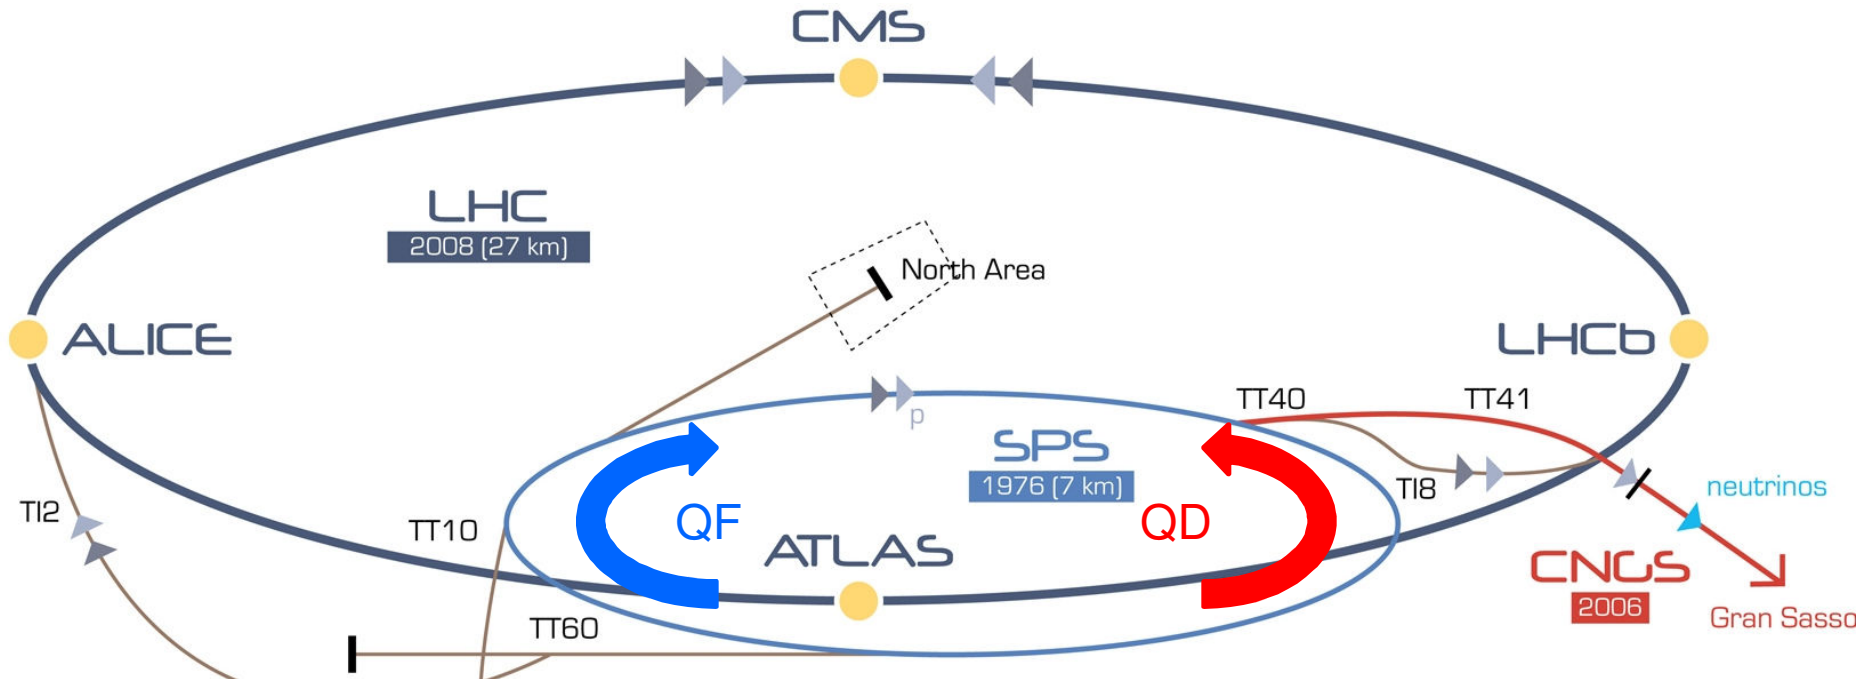 CMS
LHC
2008 (27 km)
North Area
ALICE
LHCb
TT40
TT41
p
SPS
1976 (7 km)
TI8
neutrinos
TI2
TT10
QF
QD
ATLAS
CNGS
2006
Gran Sasso
TT60